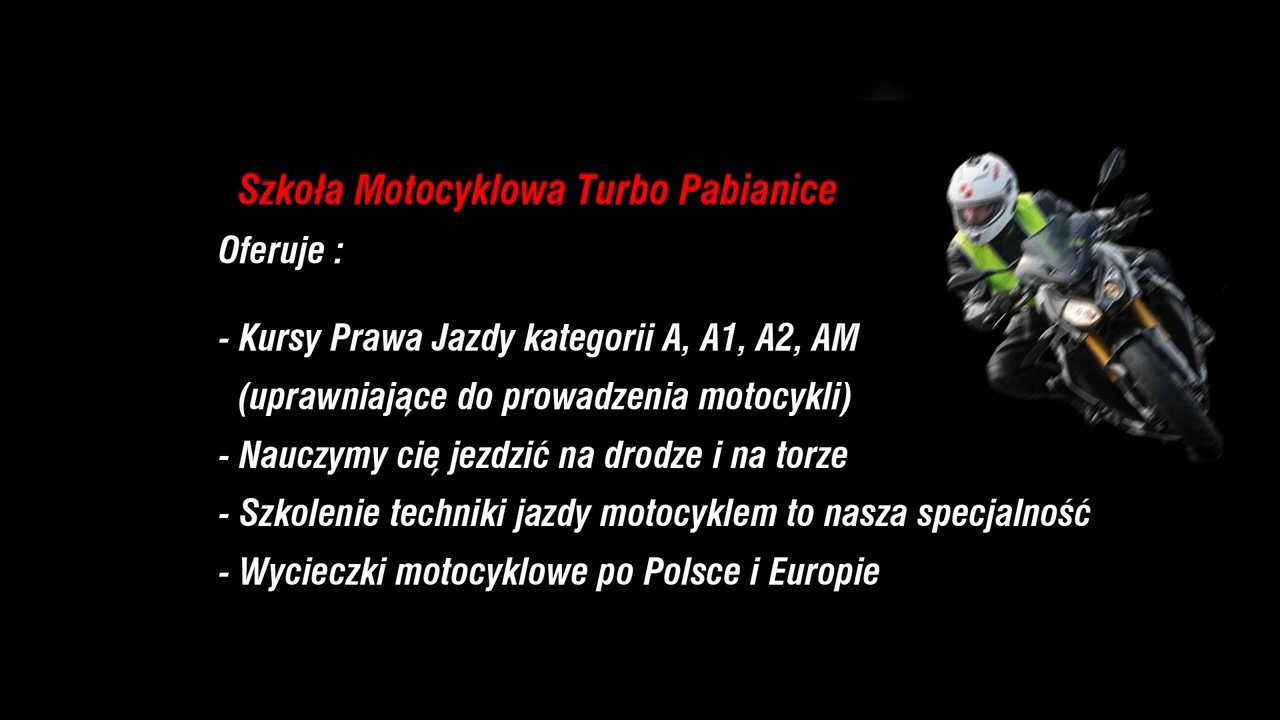 Szkoła Motocyklowa Turbo Pabianice
Oferuje :
- Kursy Prawa Jazdy kategorii A, A1, A2, AM
(uprawniające do prowadzenia motocykli)
- Nauczymy cię jezdzić na drodze i na torze
- Szkolenie techniki jazdy motocyklem to nasza specjalność
- Wycieczki motocyklowe po Polsce i Europie